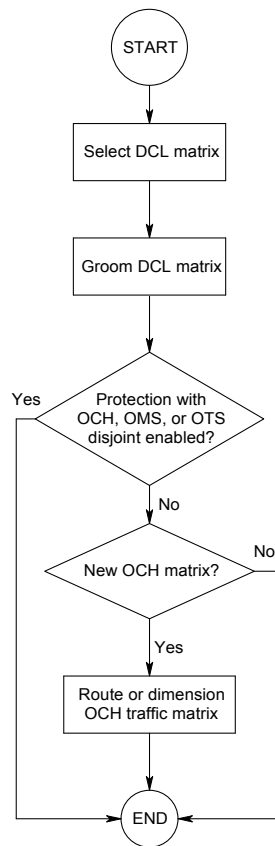 START
Select DCL matrix
Groom DCL matrix
Yes
Protection with
OCH, OMS, or OTS
disjoint enabled?
No
New OCH matrix?
No
Yes
Route or dimension
OCH traffic matrix
END